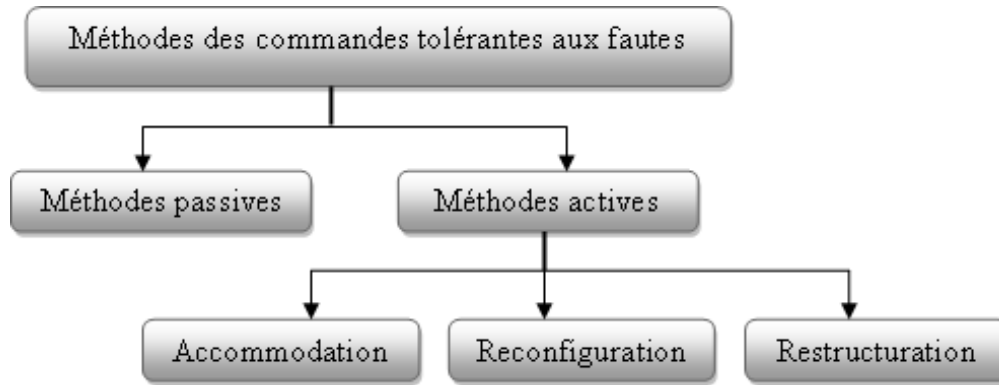 Méthodes des commandes tolérantes aux fautes
Méthodes passives
Méthodes actives
Accommodation
Reconfiguration
Restructuration